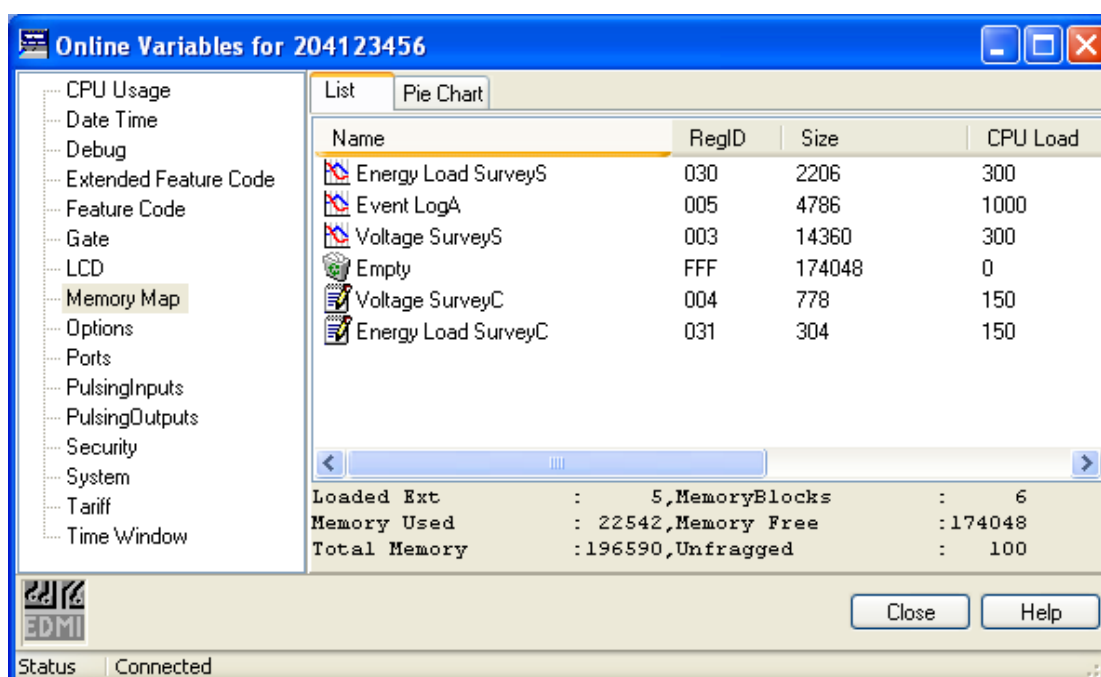 Online Variables for 204123456
CPU Usage
Date Time
Debug
Extended Feature Code
Feature Code
Gate
LCD
Memory Map
Options
Ports
PulsingInputs
PulsingOutputs
Security
System
Tariff
Time Window
List Pie Chart
Name RegID Size CPU Load
Energy Load SurveyS 030 2206 300
Event LogA 005 4786 1000
Voltage SurveyS 003 14360 300
Empty FFF 174048 0
Voltage SurveyC 004 778 150
Energy Load SurveyC 031 304 150
Loaded Ext : 5,MemoryBlocks : 6
Memory Used : 22542,Memory Free :174048
Total Memory :196590,Unfragged : 100
EDMI
Close Help
Status Connected